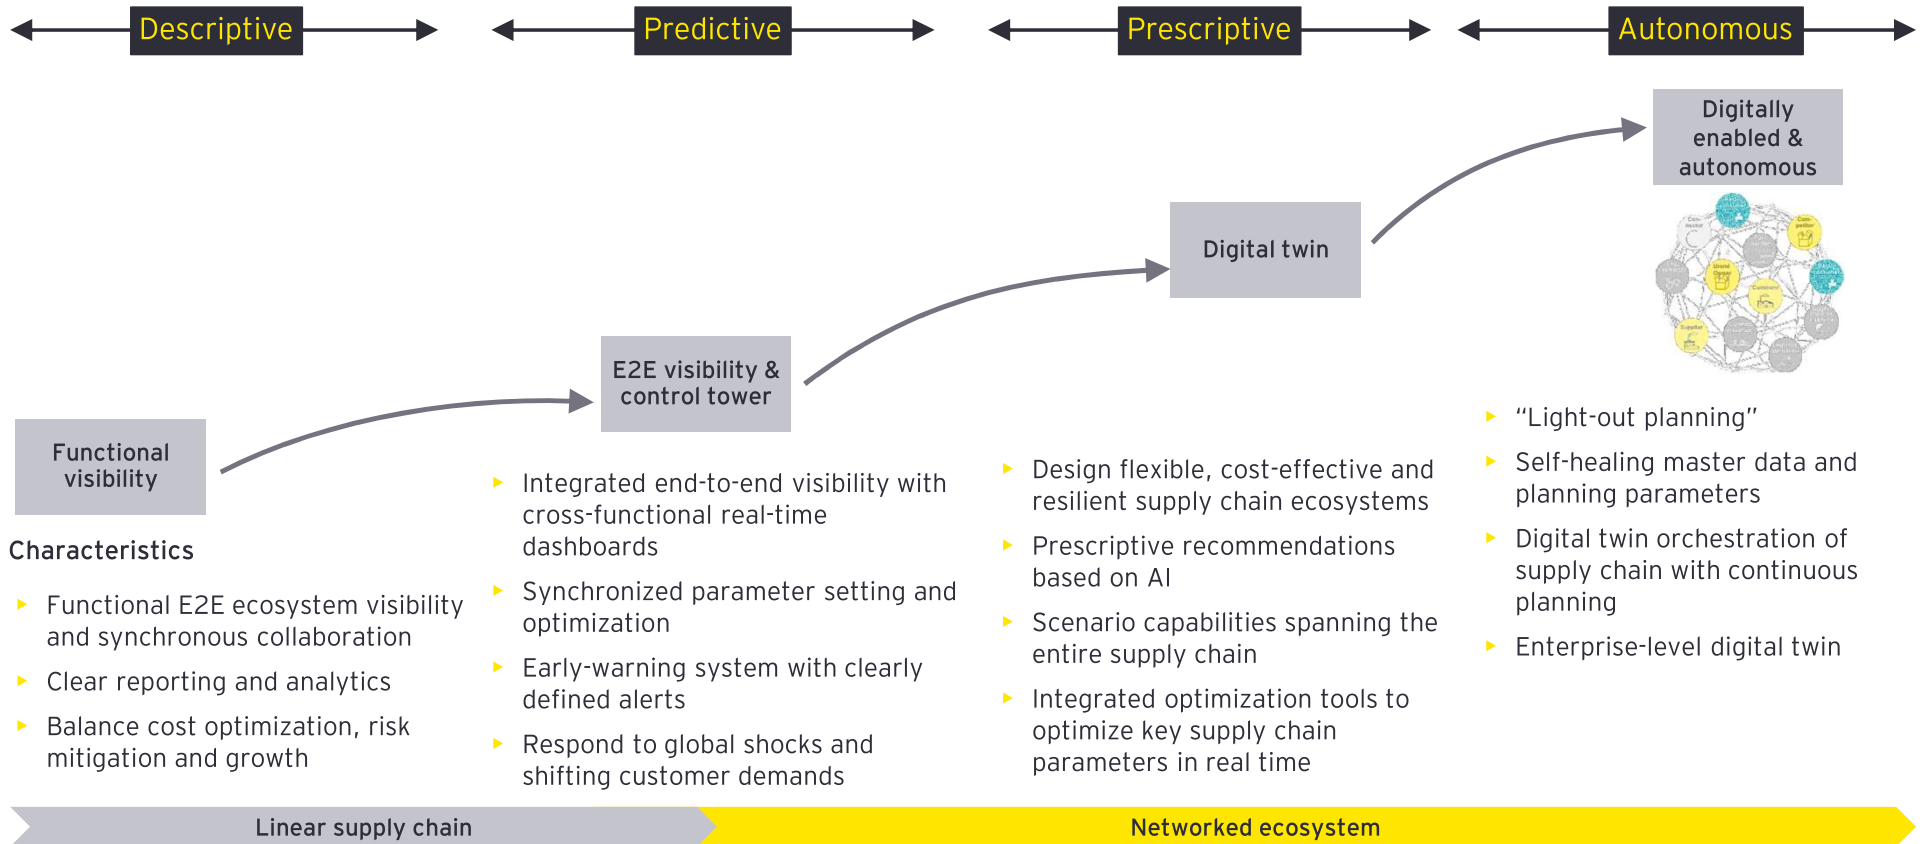 Descriptive
Predictive
Prescriptive
Autonomous
Digitally
enabled &
autonomous
Digital twin
E2E visibility &
control tower
Functional
visibility
Characteristics
Functional E2E ecosystem visibility
and synchronous collaboration
Clear reporting and analytics
Balance cost optimization, risk
mitigation and growth
Integrated end-to-end visibility with
cross-functional real-time
dashboards
Synchronized parameter setting and
optimization
Early-warning system with clearly
defined alerts
Respond to global shocks and
shifting customer demands
Design flexible, cost-effective and
resilient supply chain ecosystems
Prescriptive recommendations
based on AI
Scenario capabilities spanning the
entire supply chain
Integrated optimization tools to
optimize key supply chain
parameters in real time
Com-
petitor
Brand
Owner
Customer
Supplier
“Light-out planning”
Self-healing master data and
planning parameters
Digital twin orchestration of
supply chain with continuous
planning
Enterprise-level digital twin
Linear supply chain
Networked ecosystem